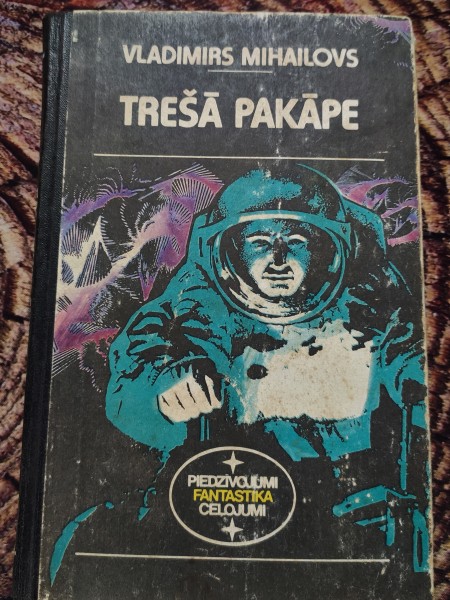 VLADIMIRS MIHAILOVS
TREŠĀ PAKĀPE
PIEDZĪVOJUMI
FANTASTIKA
CEĻOJUMI